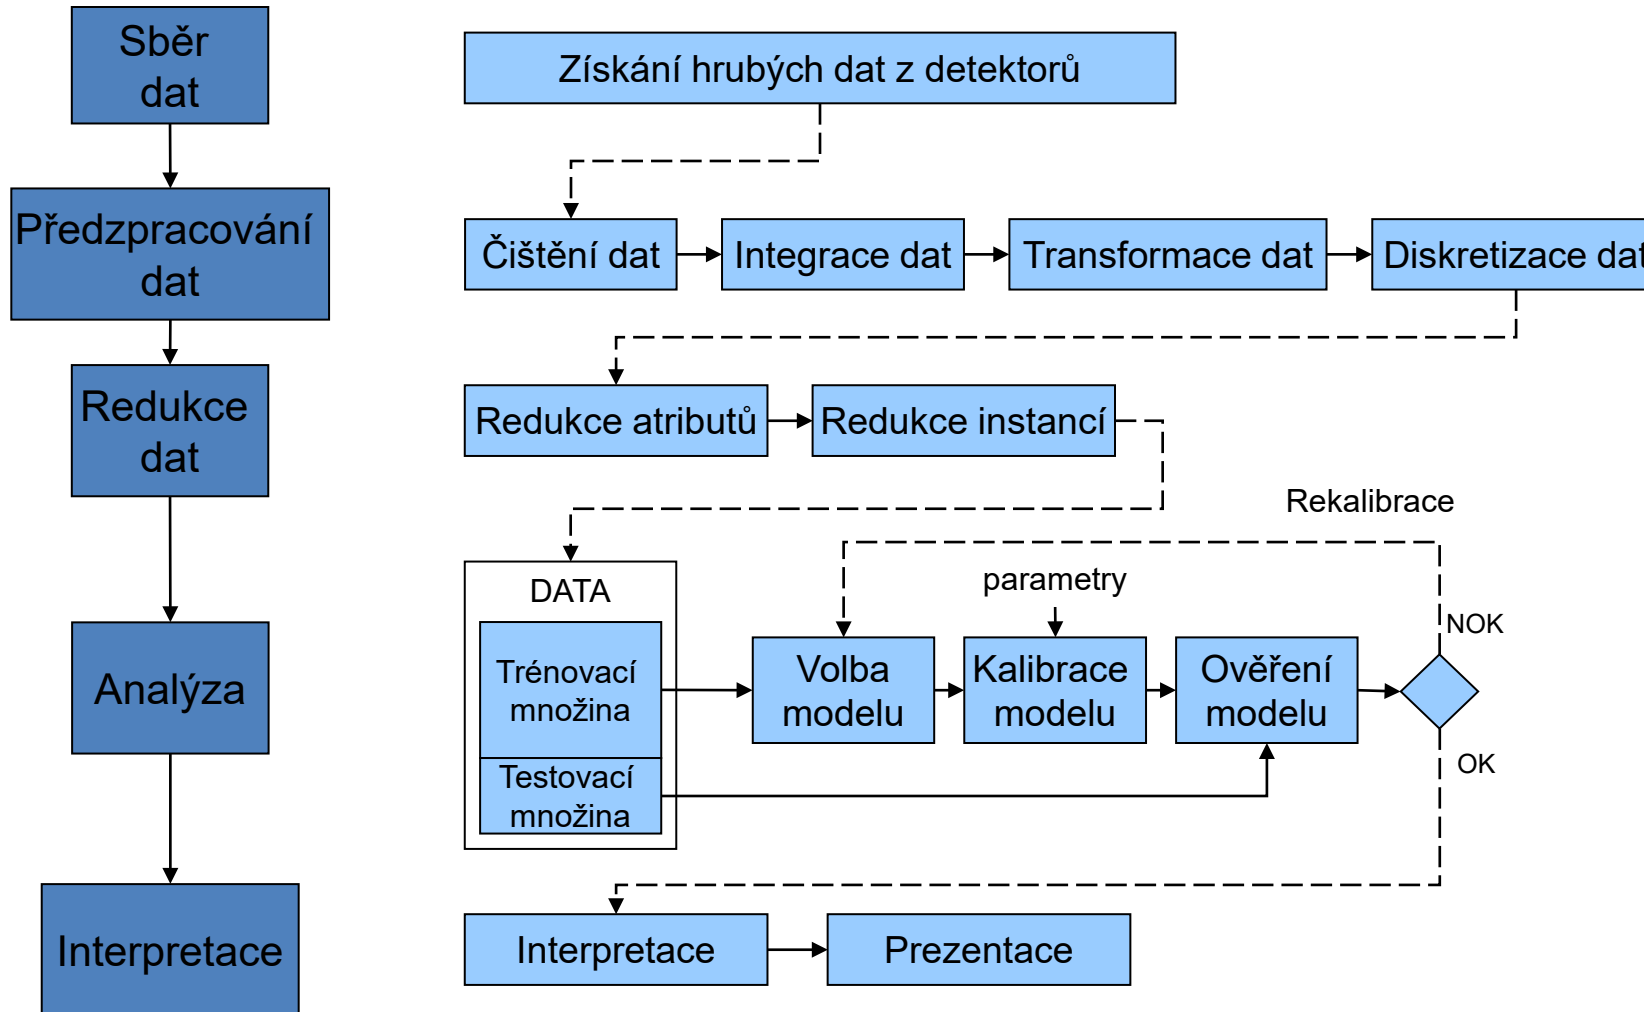 Sběr
dat
Získání hrubých dat z detektorů
Předzpracování
dat
Čištění dat
Integrace dat
Transformace dat
Diskretizace dat
Redukce
dat
Redukce atributů
Redukce instancí
Rekalibrace
DATA
parametry
Trénovací
množina
Volba
modelu
Kalibrace
modelu
Ověření
modelu
NOK
OK
Testovací
množina
Analýza
Interpretace
Interpretace
Prezentace